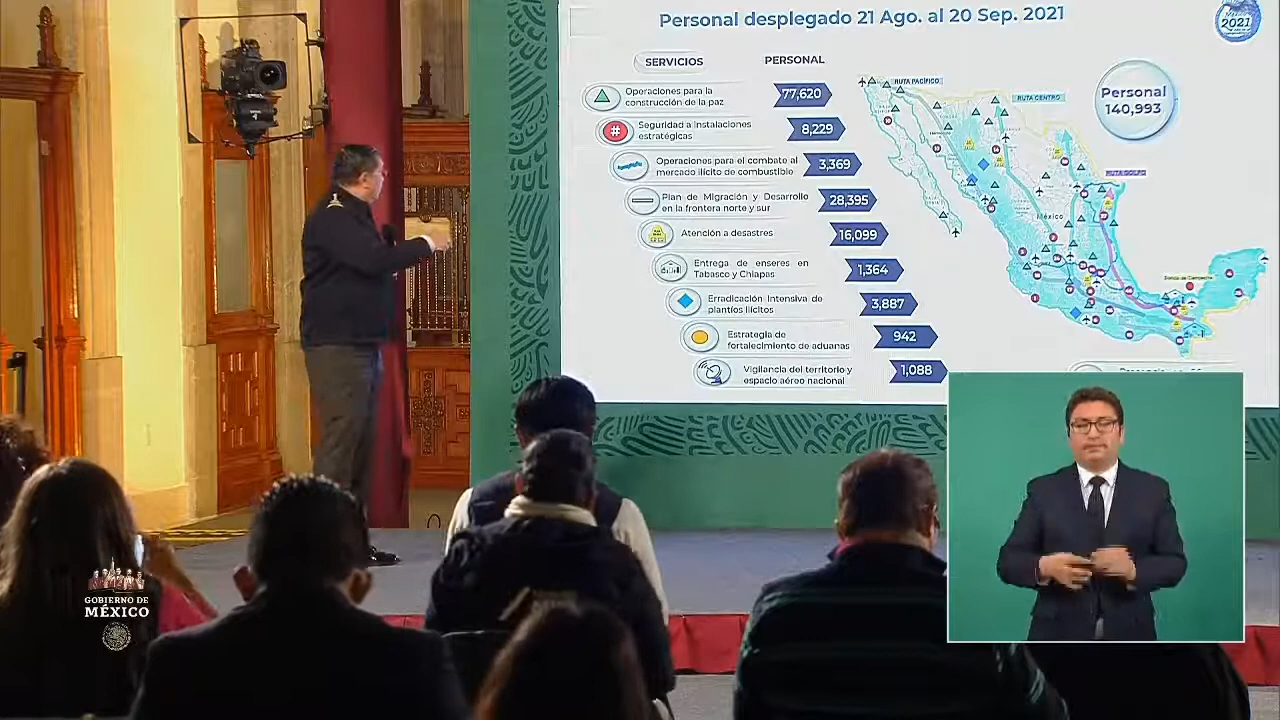 Personal desplegado 21 Ago. al 20 Sep. 2021
2021
SERVICIOS
PERSONAL
Operaciones para la
construcción de la paz
77,620
Seguridad a instalaciones
estratégicas
8,229
Operaciones para el combate al
mercado ilícito de combustible
3,369
Plan de Migración y Desarrollo
en la frontera norte y sur
28,395
Atención a desastres
16,099
Entrega de enseres en
Tabasco y Chiapas
1,364
Erradicación Intensiva de
plantíos ilícitos
3,887
Estrategia de
fortalecimiento de aduanas
942
Vigilancia del territorio y
espacio aéreo nacional
1,088
RUTA PACÍFICO
RUTA CENTRO
RUTA GOLFO
México
Personal
140,993
GOBIERNO DE
MÉXICO